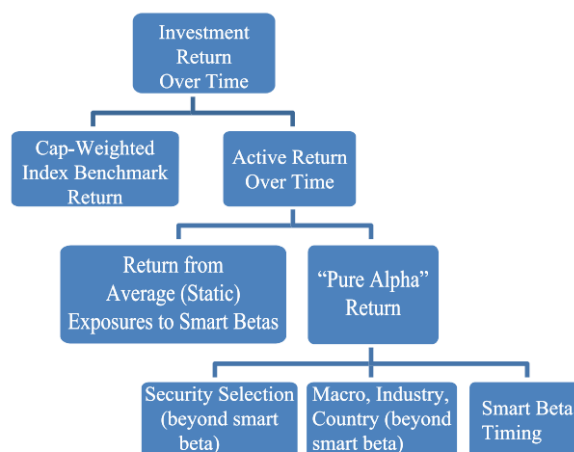 Investment
Return
Over Time
Cap-Weighted
Index Benchmark
Return
Active Return
Over Time
Return from
Average (Static)
Exposures to Smart Betas
“Pure Alpha”
Return
Security Selection
(beyond smart
beta)
Macro, Industry,
Country (beyond
smart beta)
Smart Beta
Timing